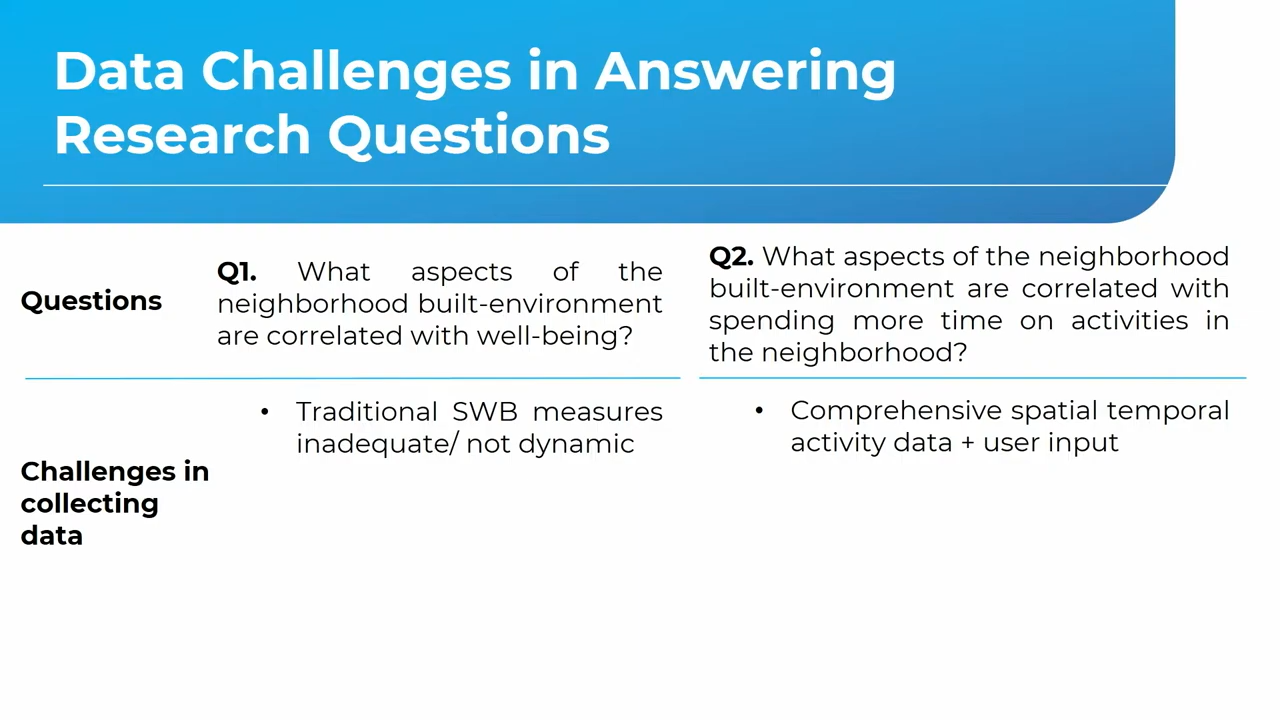 Data Challenges in Answering
Research Questions
Questions
Q1. What aspects of the
neighborhood built-environment
are correlated with well-being?
Q2. What aspects of the neighborhood
built-environment are correlated with
spending more time on activities in
the neighborhood?
Challenges in
collecting
data
• Traditional SWB measures
inadequate/ not dynamic
• Comprehensive spatial temporal
activity data + user input